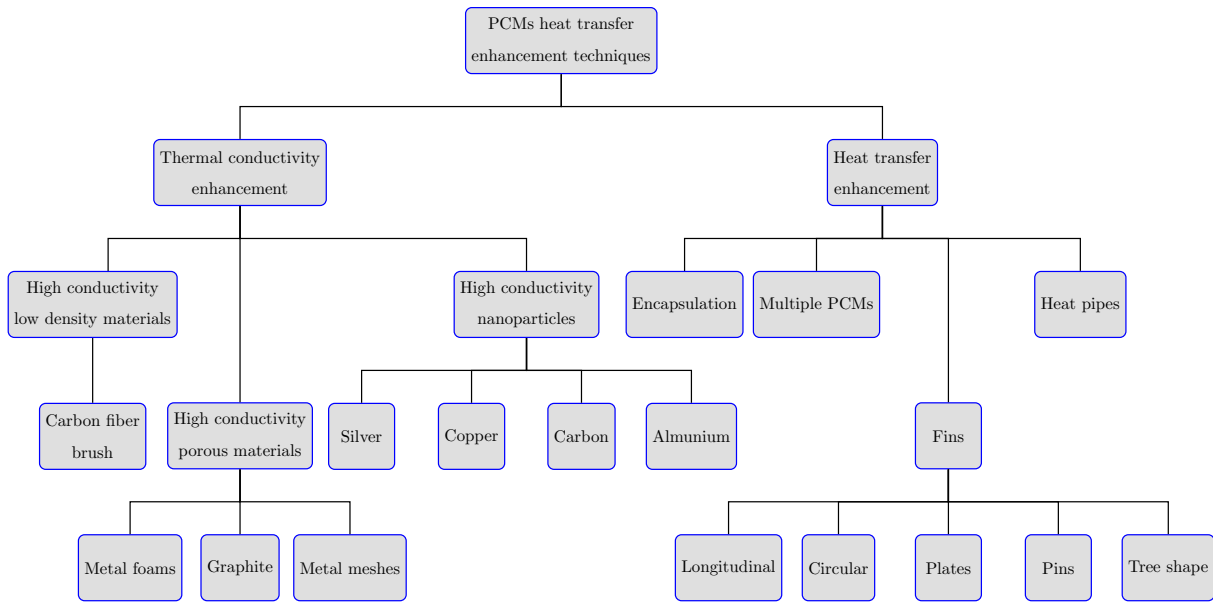 PCMs heat transfer
enhancement techniques
Thermal conductivity
enhancement
Heat transfer
enhancement
High conductivity
low density materials
High conductivity
nanoparticles
Encapsulation
Multiple PCMs
Heat pipes
Carbon fiber
brush
High conductivity
porous materials
Silver
Copper
Carbon
Almunium
Fins
Metal foams
Graphite
Metal meshes
Longitudinal
Circular
Plates
Pins
Tree shape